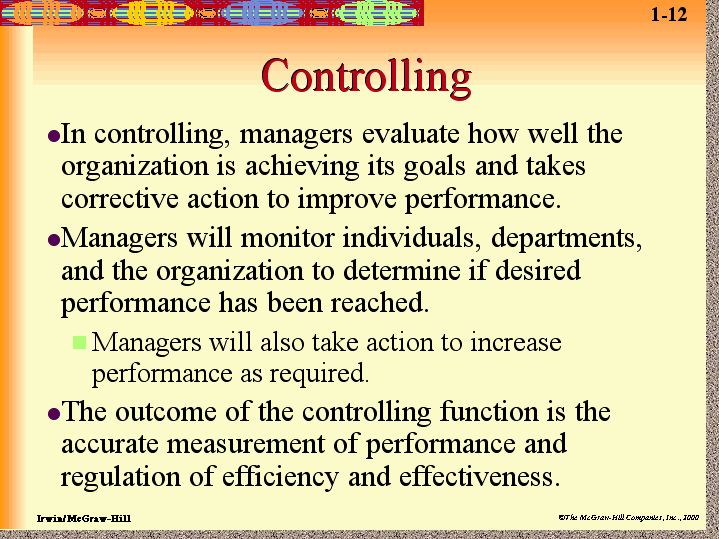 1-12
Controlling
●In controlling, managers evaluate how well the
organization is achieving its goals and takes
corrective action to improve performance.
●Managers will monitor individuals, departments,
and the organization to determine if desired
performance has been reached.
■ Managers will also take action to increase
performance as required.
●The outcome of the controlling function is the
accurate measurement of performance and
regulation of efficiency and effectiveness.
Irwin/McGraw-Hill
©The McGraw-Hill Companies, Inc., 2000